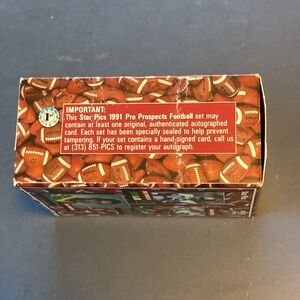 IMPORTANT:
This Star Pics 1991 Pro Prospects Football set may
contain at least one original, authenticated autographed
card. Each set has been specially sealed to help prevent
tampering. If your set contains a hand-signed card, call us
at (313) 851-PICS to register your autograph.